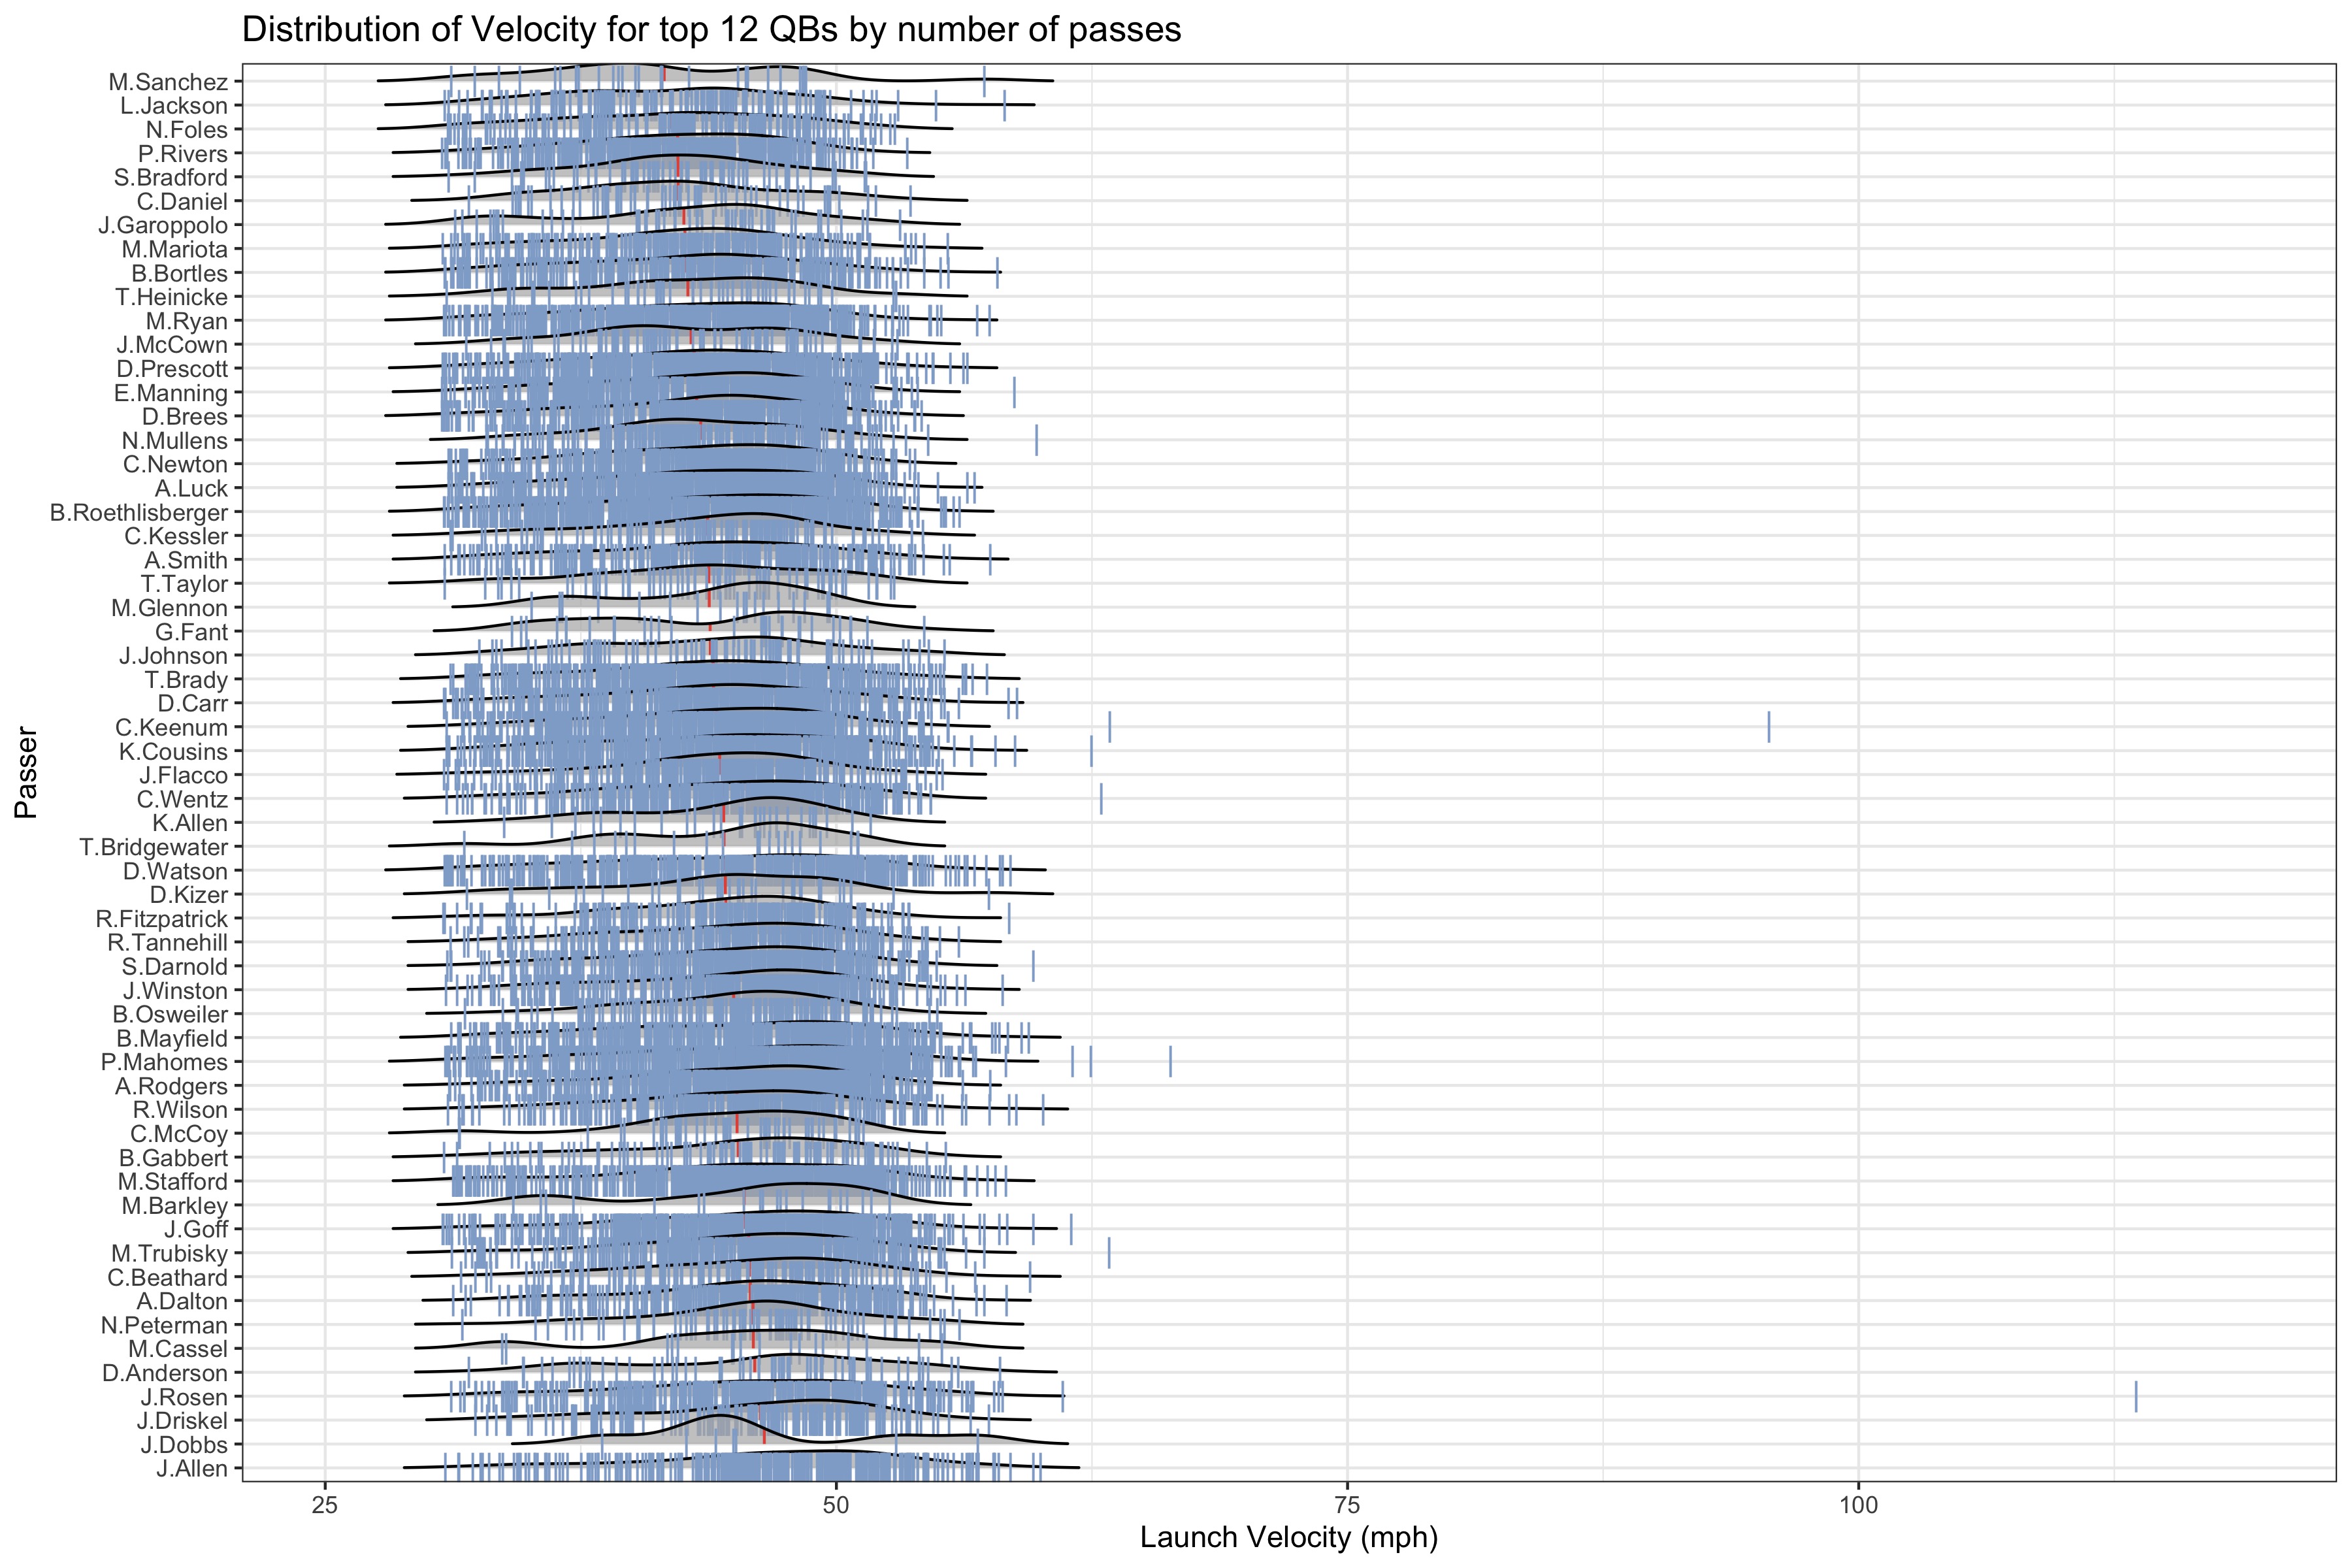 Distribution of Velocity for top 12 QBs by number of passes
M.Sanchez
L.Jackson
N.Foles
P.Rivers
S.Bradford
C.Daniel
J.Garoppolo
M.Mariota
B.Bortles
T.Heinicke
M.Ryan
J.McCown
D.Prescott
E.Manning
D.Brees
N.Mullens
C.Newton
A.Luck
B.Roethlisberger
C.Kessler
A.Smith
T.Taylor
M.Glennon
G.Fant
J.Johnson
T.Brady
D.Carr
C.Keenum
K.Cousins
J.Flacco
C.Wentz
K.Allen
T.Bridgewater
D.Watson
D.Kizer
R.Fitzpatrick
R.Tannehill
S.Darnold
J.Winston
B.Osweiler
B.Mayfield
P.Mahomes
A.Rodgers
R.Wilson
C.McCoy
B.Gabbert
M.Stafford
M.Barkley
J.Goff
M.Trubisky
C.Beathard
A.Dalton
N.Peterman
M.Cassel
D.Anderson
J.Rosen
J.Driskel
J.Dobbs
J.Allen
Passer
25 50 75 100
Launch Velocity (mph)